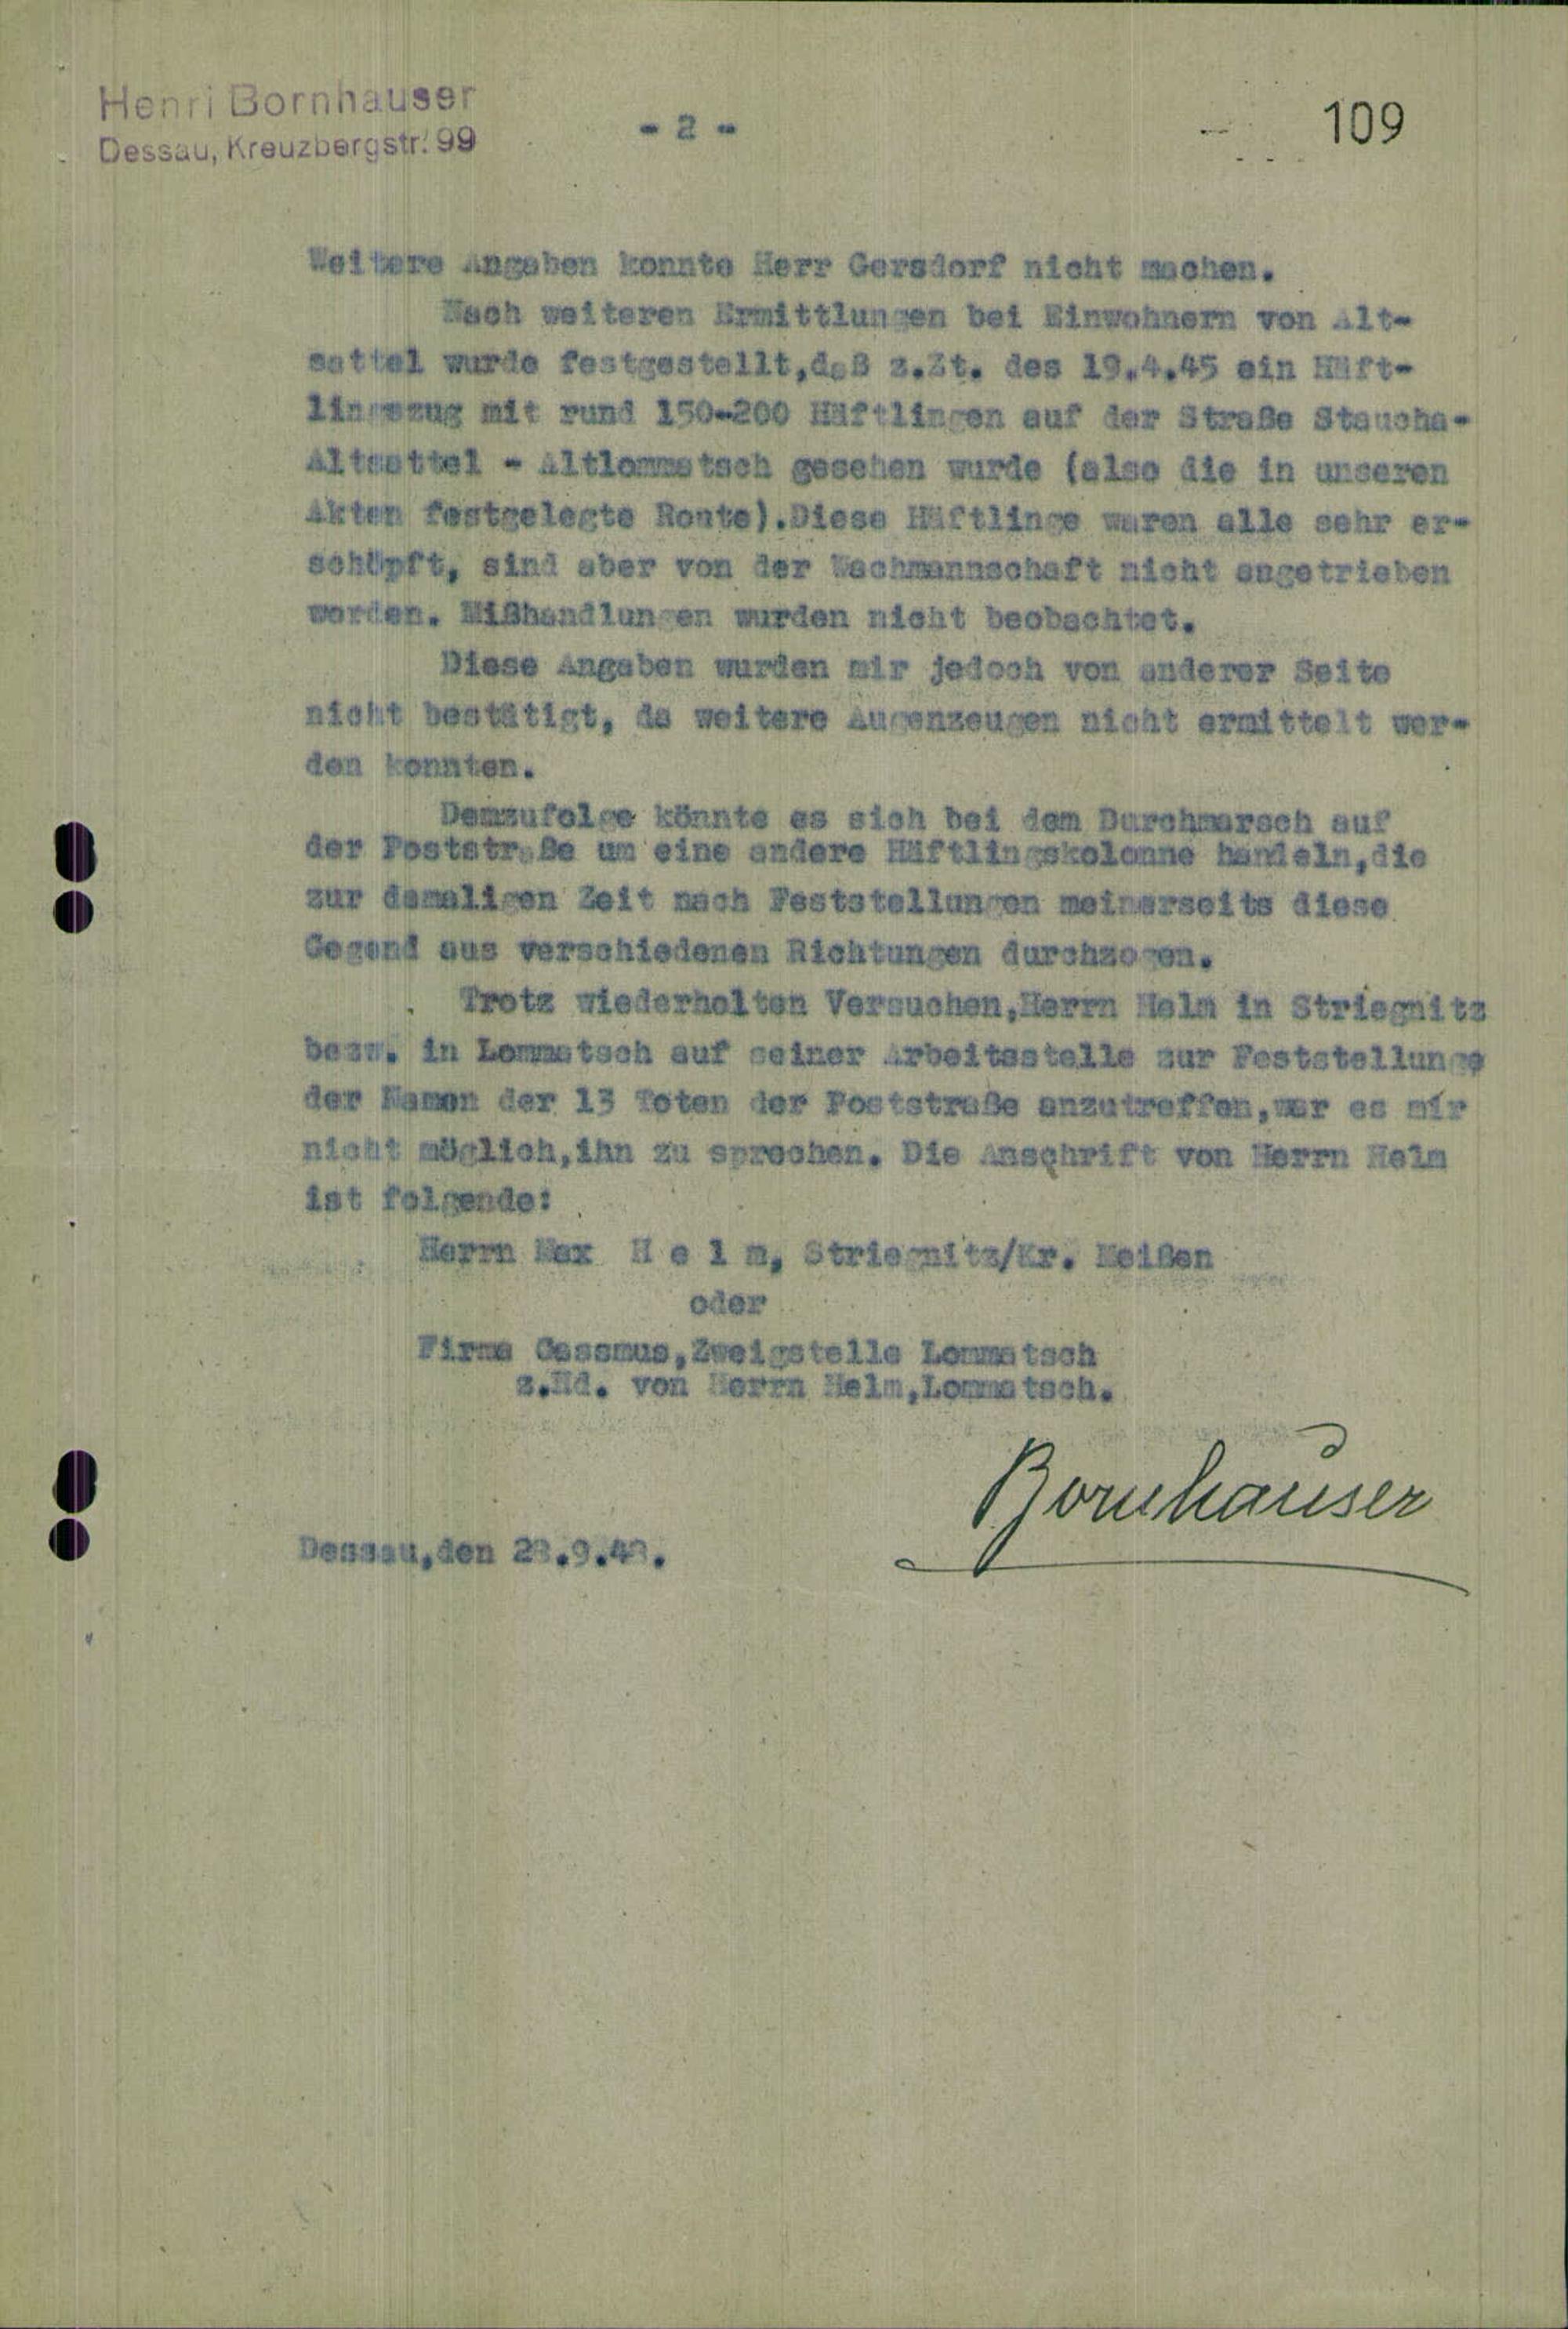 Henri Bornhauser
Dessau, Kreuzbergstr. 99
- 2 -
109
Weitere Angaben konnte Herr Gersdorf nicht machen.
Nach weiteren Ermittlungen bei Einwohnern von Alt-
sattel wurde festgestellt,daß z.Zt. des 19.4.45 ein Häft-
lingszug mit rund 150-200 Häftlingen auf der Straße Staucha-
Altsattel - Altlommatsch gesehen wurde (also die in unseren
Akten festgelegte Route).Diese Häftlinge waren alle sehr er-
schöpft, sind aber von der Wachmannschaft nicht angetrieben
worden. Mißhandlungen wurden nicht beobachtet.
Diese Angaben wurden mir jedoch von anderer Seite
nicht bestätigt, da weitere Augenzeugen nicht ermittelt wer-
den konnten.
Demzufolge könnte es sich bei dem Durchmarsch auf
der Poststraße um eine andere Häftlingskolonne handeln,die
zur damaligen Zeit nach Feststellungen meinerseits diese
Gegend aus verschiedenen Richtungen durchzogen.
Trotz wiederholten Versuchen,Herrn Helm in Striegnitz
bezw. in Lommatsch auf seiner Arbeitsstelle zur Feststellunge
der Namen der 13 Toten der Poststraße anzutreffen,war es mir
nicht möglich,ihn zu sprechen. Die Anschrift von Herrn Helm
ist folgende:
Herrn Max H e l m, Striegnitz/Kr. Meißen
oder
Firma Cassmus,Zweigstelle Lommatsch
z.Hd. von Herrn Helm,Lommatsch.
Bornhauser
Dessau,den